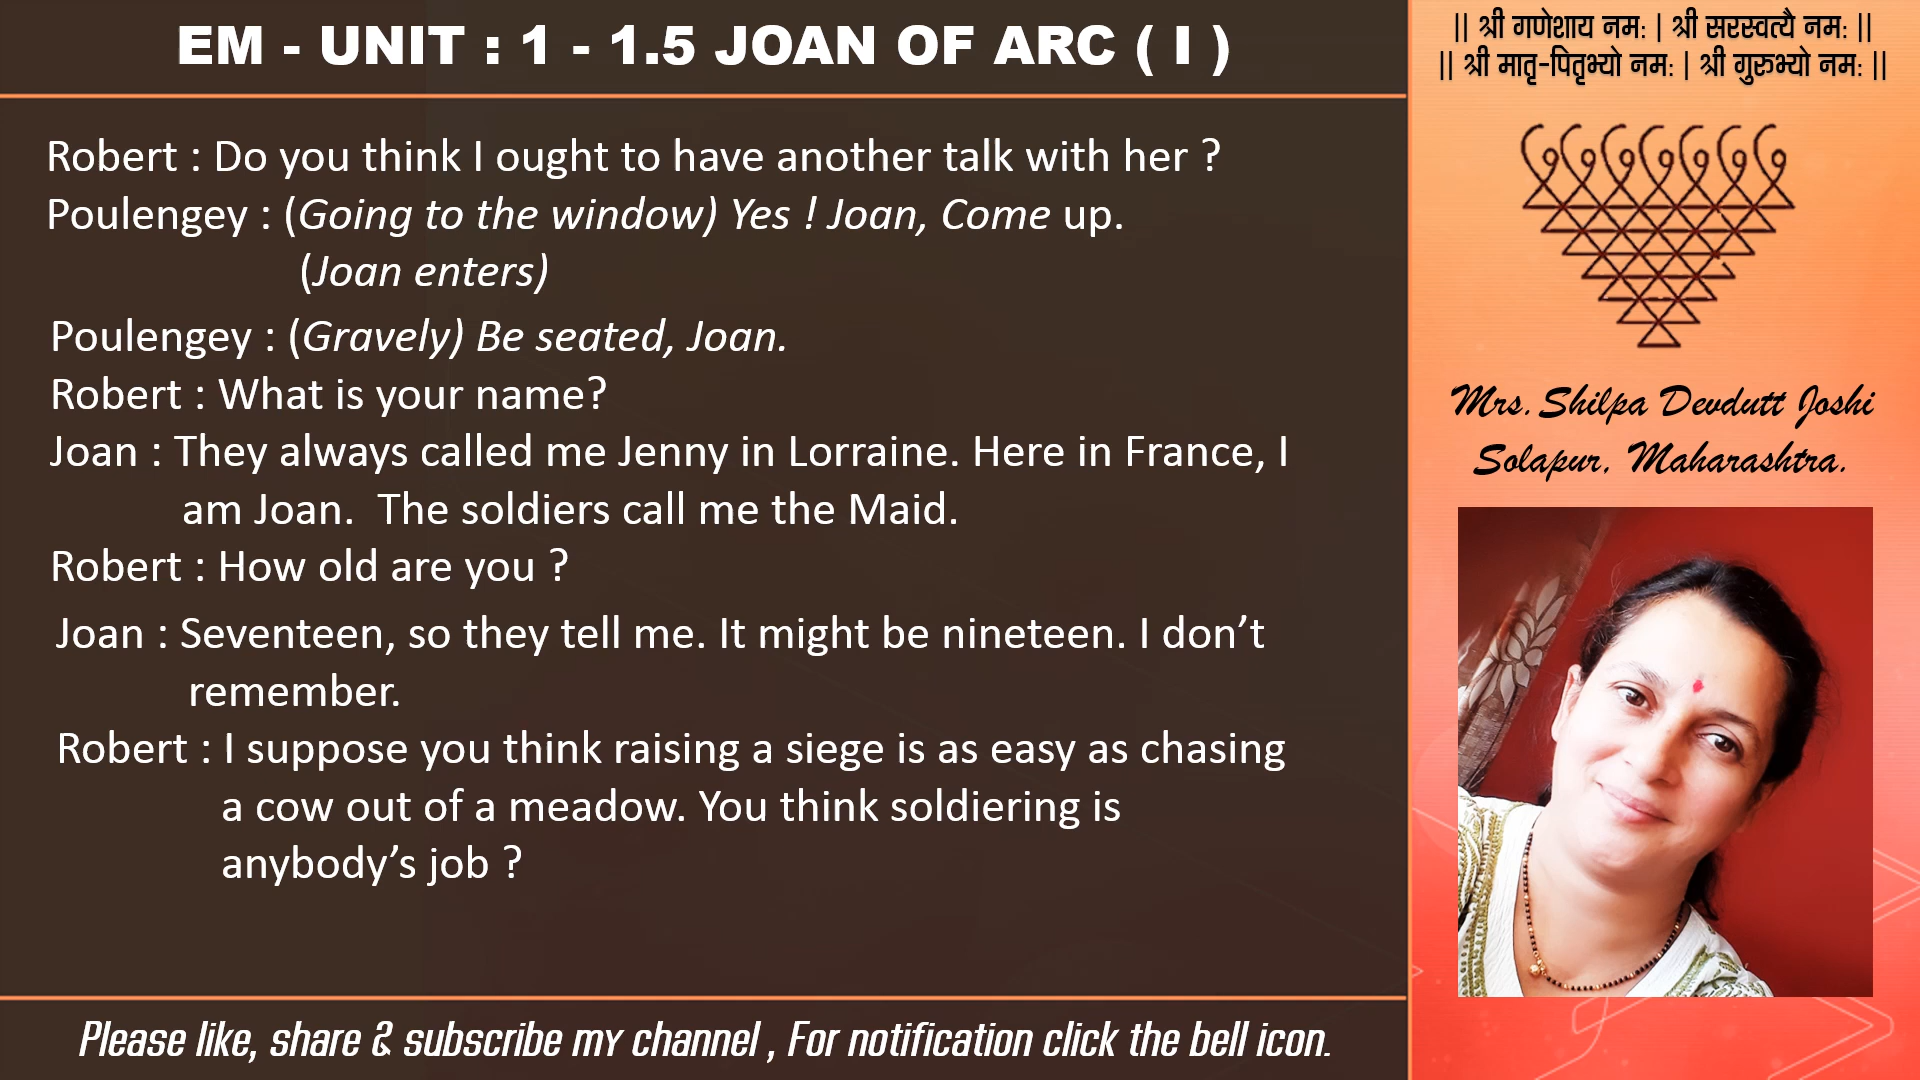 EM - UNIT : 1 - 1.5 JOAN OF ARC ( I )
Robert : Do you think I ought to have another talk with her ?
Poulengey : (Going to the window) Yes ! Joan, Come up.
(Joan enters)
Poulengey : (Gravely) Be seated, Joan.
Robert : What is your name?
Joan : They always called me Jenny in Lorraine. Here in France, I
am Joan.  The soldiers call me the Maid.
Robert : How old are you ?
Joan : Seventeen, so they tell me. It might be nineteen. I don’t
remember.
Robert : I suppose you think raising a siege is as easy as chasing
a cow out of a meadow. You think soldiering is
anybody’s job ?
Please like, share & subscribe my channel , For notification click the bell icon.
|| श्री गणेशाय नमः | श्री सरस्वत्यै नमः ||
|| श्री मातृ-पितृभ्यो नमः | श्री गुरुभ्यो नमः ||
Mrs. Shilpa Devdutt Joshi
Solapur, Maharashtra.